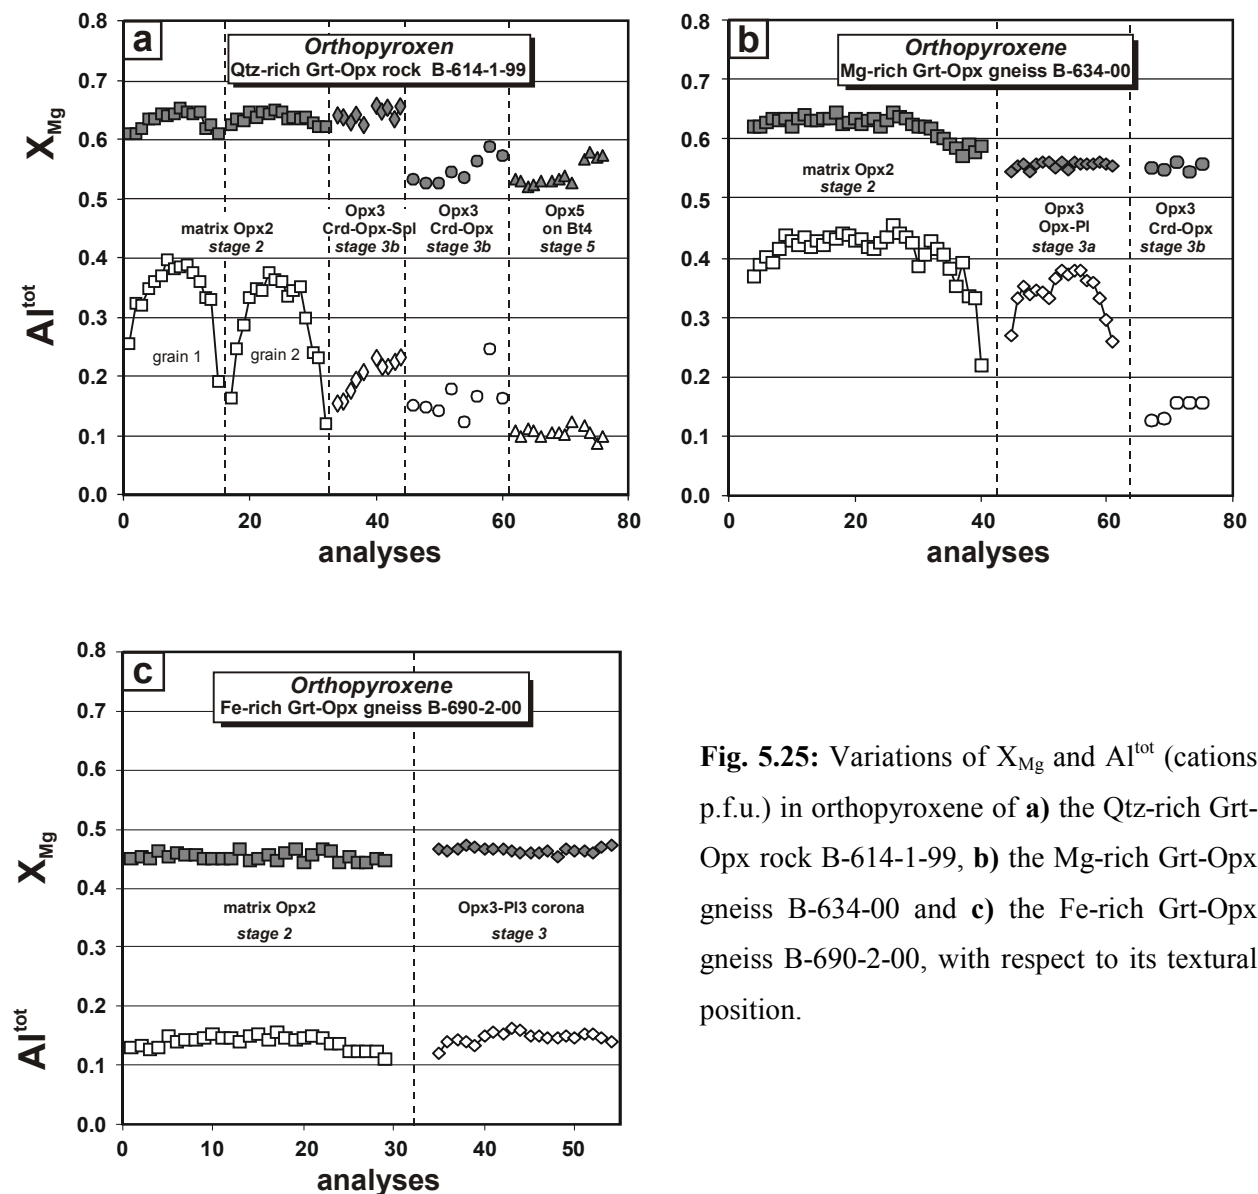 a
Orthopyroxen
Qtz-rich Grt-Opx rock B-614-1-99
0.8
0.7
0.6
0.5
0.4
0.3
0.2
0.1
0.0
X_Mg
Al^tot
matrix Opx2
stage 2
Opx3
Crd-Opx-Spl
stage 3b
Opx3
Crd-Opx
stage 3b
Opx5
on Bt4
stage 5
grain 1
grain 2
0 20 40 60 80
analyses
b
Orthopyroxene
Mg-rich Grt-Opx gneiss B-634-00
0.8
0.7
0.6
0.5
0.4
0.3
0.2
0.1
0.0
matrix Opx2
stage 2
Opx3
Opx-Pl
stage 3a
Opx3
Crd-Opx
stage 3b
0 20 40 60 80
analyses
c
Orthopyroxene
Fe-rich Grt-Opx gneiss B-690-2-00
0.8
0.7
0.6
0.5
0.4
0.3
0.2
0.1
0.0
X_Mg
Al^tot
matrix Opx2
stage 2
Opx3-Pl3 corona
stage 3
0 10 20 30 40 50
analyses
Fig. 5.25: Variations of X_Mg and Al^tot (cations
p.f.u.) in orthopyroxene of a) the Qtz-rich Grt-
Opx rock B-614-1-99, b) the Mg-rich Grt-Opx
gneiss B-634-00 and c) the Fe-rich Grt-Opx
gneiss B-690-2-00, with respect to its textural
position.